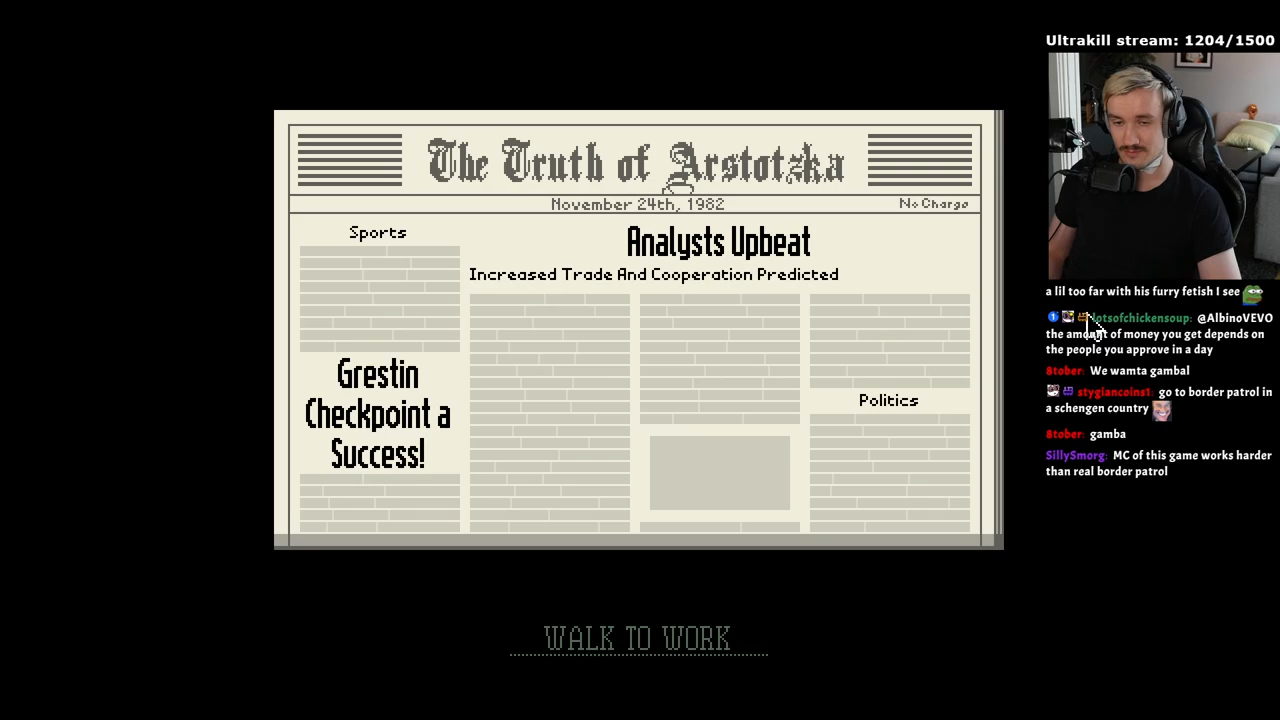 Ultrakill stream: 1204/1500
The Truth of Arstotzka
November 24th, 1982
No Charge
Sports
Analysts Upbeat
Increased Trade And Cooperation Predicted
Grestin
Checkpoint a
Success!
Politics
WALK TO WORK
a lil too far with his furry fetish I see
lotsofchickensoup: @AlbinoVEVO
the amount of money you get depends on
the people you approve in a day
8tober: We wamta gambal
stygiancoins1: go to border patrol in
a schengen country
8tober: gamba
SillySmorg: MC of this game works harder
than real border patrol